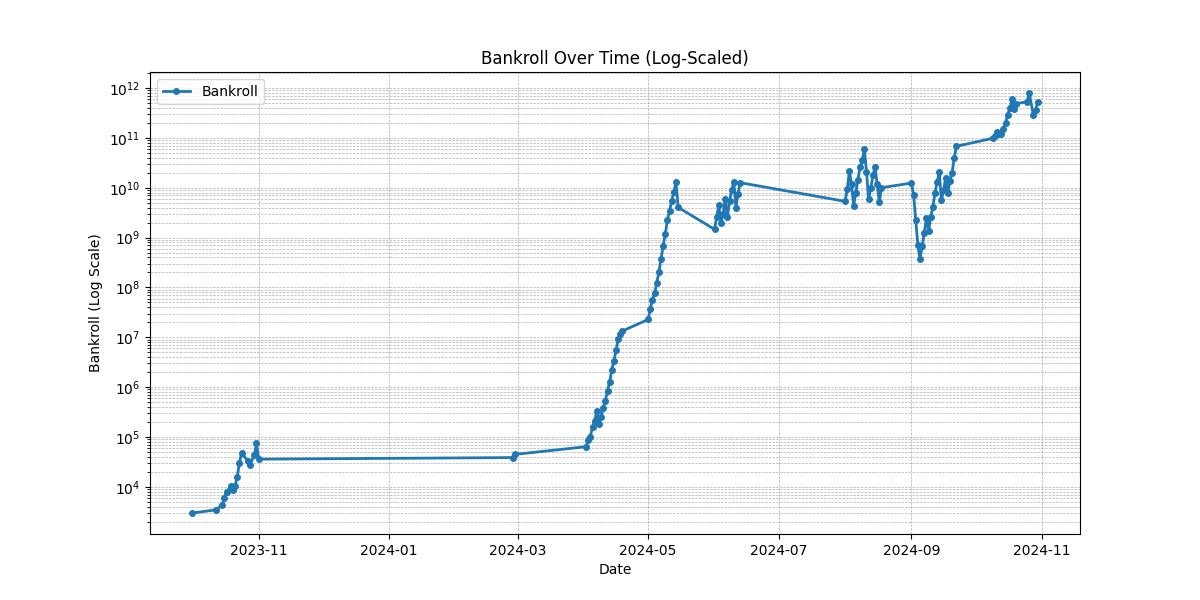 Bankroll Over Time (Log-Scaled)
Bankroll
10¹²
10¹¹
10¹⁰
10⁹
10⁸
10⁷
10⁶
10⁵
10⁴
Bankroll (Log Scale)
2023-11 2024-01 2024-03 2024-05 2024-07 2024-09 2024-11
Date